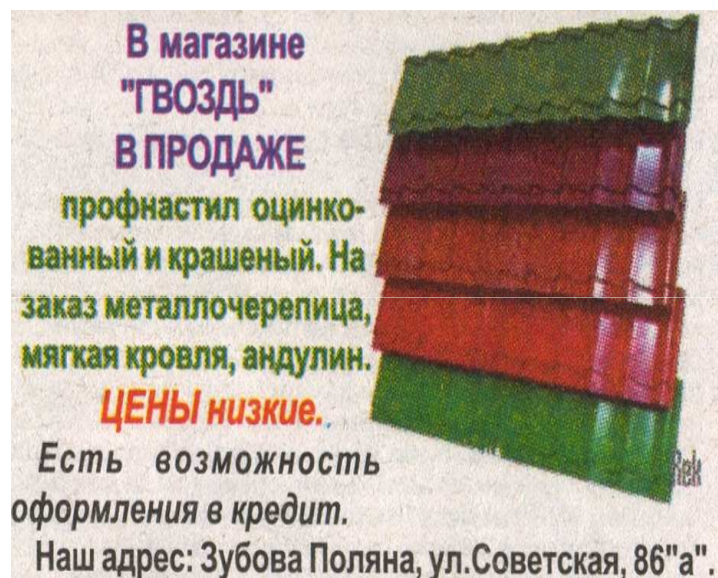 В магазине
"ГВОЗДЬ"
В ПРОДАЖЕ
профнастил оцинко-
ванный и крашеный. На
заказ металлочерепица,
мягкая кровля, андулин.
ЦЕНЫ низкие.
Есть возможность
оформления в кредит.
Rek
Наш адрес: Зубова Поляна, ул.Советская, 86"а".